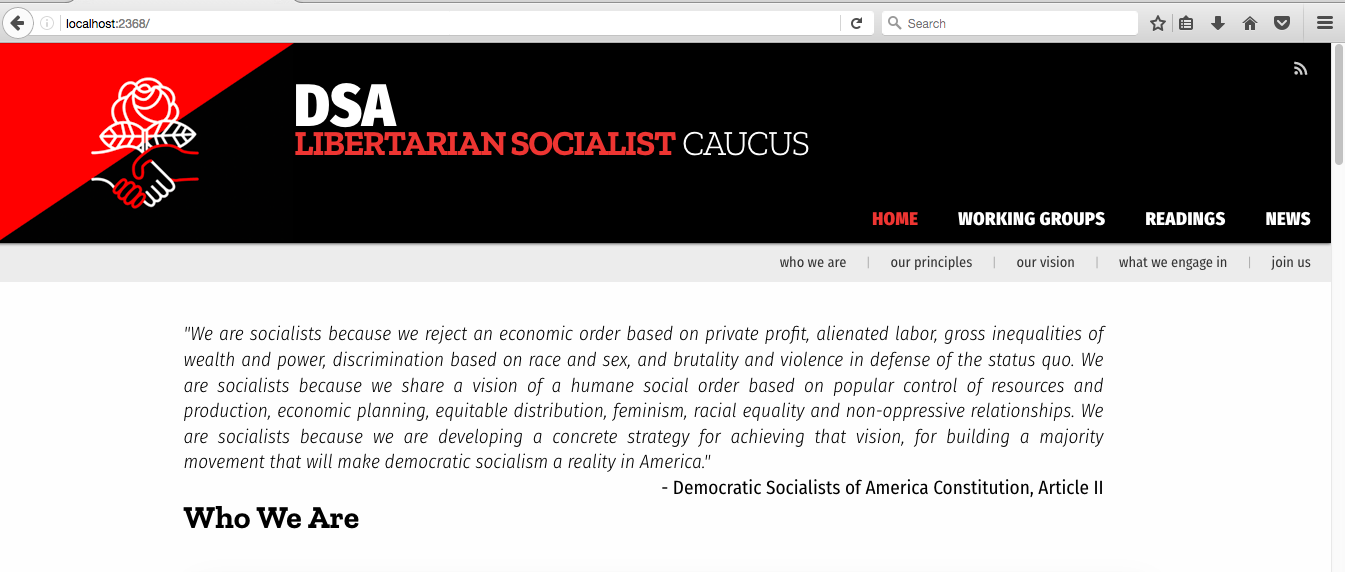 localhost:2368/
Search
DSA
LIBERTARIAN SOCIALIST CAUCUS
HOME WORKING GROUPS READINGS NEWS
who we are | our principles | our vision | what we engage in | join us
"We are socialists because we reject an economic order based on private profit, alienated labor, gross inequalities of
wealth and power, discrimination based on race and sex, and brutality and violence in defense of the status quo. We
are socialists because we share a vision of a humane social order based on popular control of resources and
production, economic planning, equitable distribution, feminism, racial equality and non-oppressive relationships. We
are socialists because we are developing a concrete strategy for achieving that vision, for building a majority
movement that will make democratic socialism a reality in America."
- Democratic Socialists of America Constitution, Article II
Who We Are